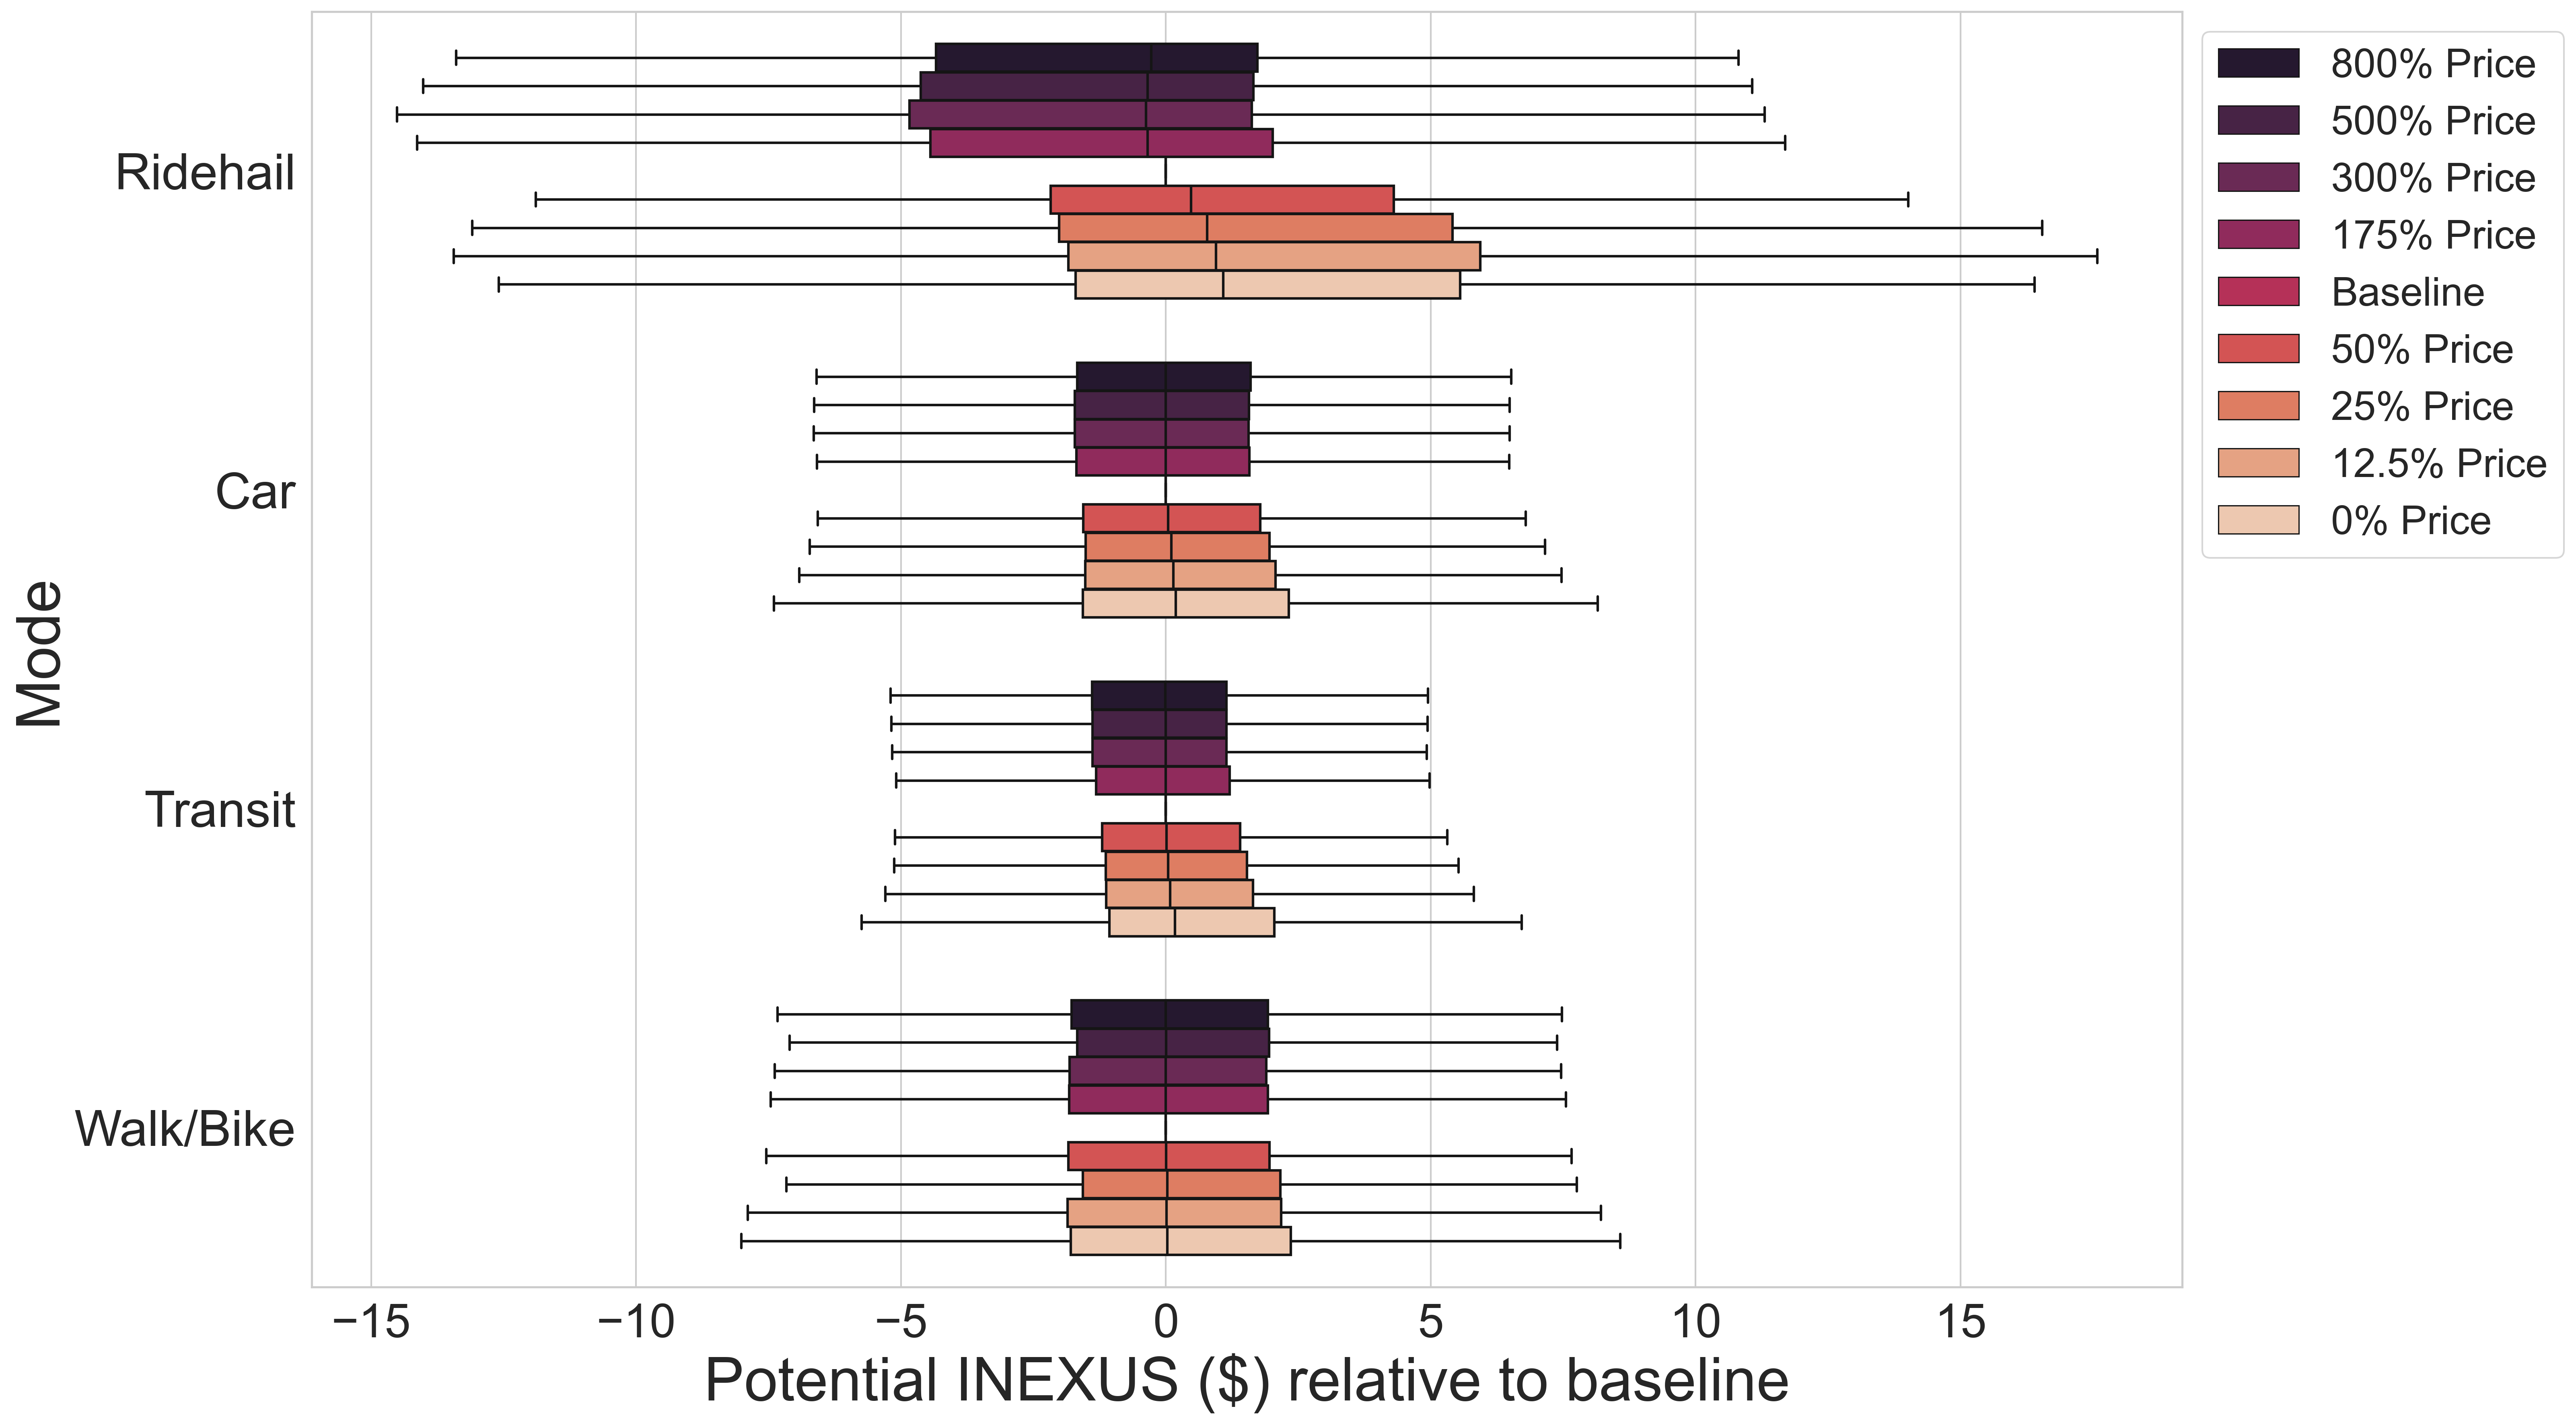 800% Price
500% Price
300% Price
175% Price
Baseline
50% Price
25% Price
12.5% Price
0% Price
Mode
Ridehail
Car
Transit
Walk/Bike
−15 −10 −5 0 5 10 15
Potential INEXUS ($) relative to baseline